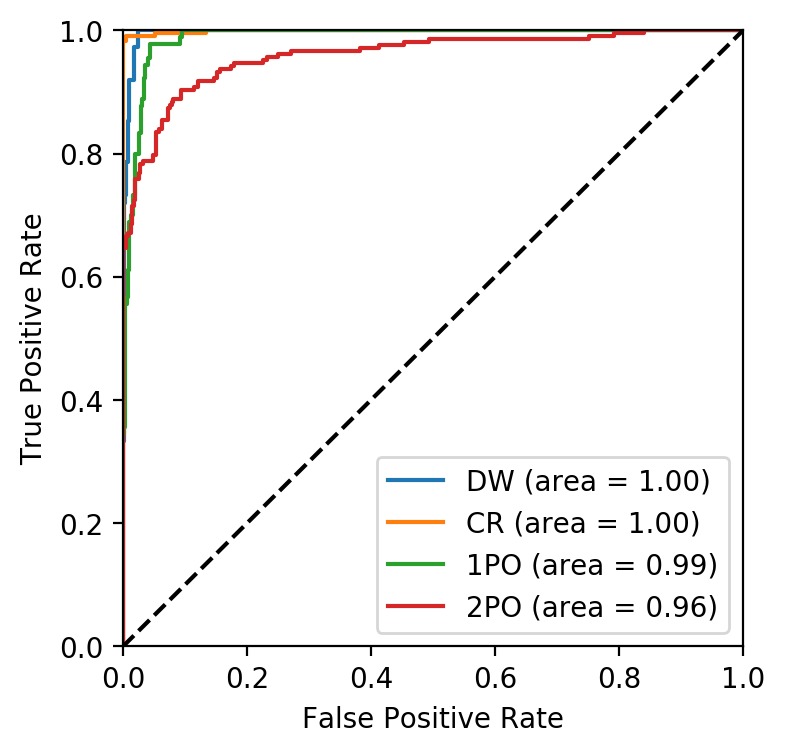 1.0
0.8
0.6
0.4
0.2
0.0
True Positive Rate
0.0 0.2 0.4 0.6 0.8 1.0
False Positive Rate
DW (area = 1.00)
CR (area = 1.00)
1PO (area = 0.99)
2PO (area = 0.96)